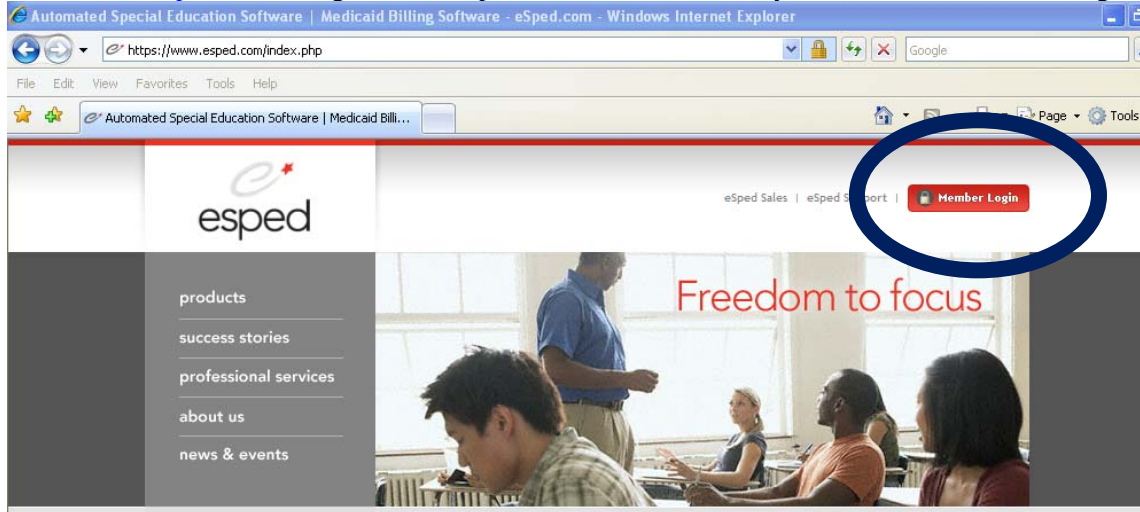 Automated Special Education Software | Medicaid Billing Software - eSped.com - Windows Internet Explorer
https://www.esped.com/index.php
Google
File Edit View Favorites Tools Help
Automated Special Education Software | Medicaid Billi...
Page Tools
esped
eSped Sales | eSped Support | Member Login
Freedom to focus
products
success stories
professional services
about us
news & events